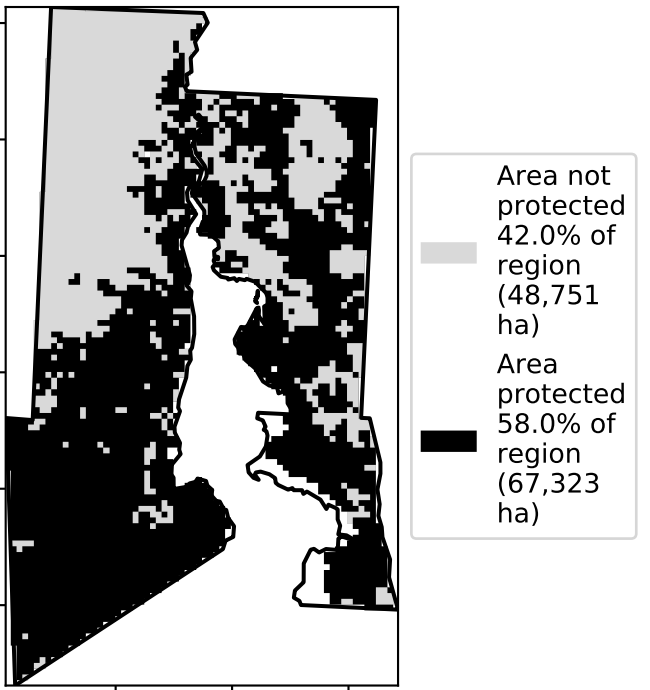 Area not
protected
42.0% of
region
(48,751
ha)
Area
protected
58.0% of
region
(67,323
ha)